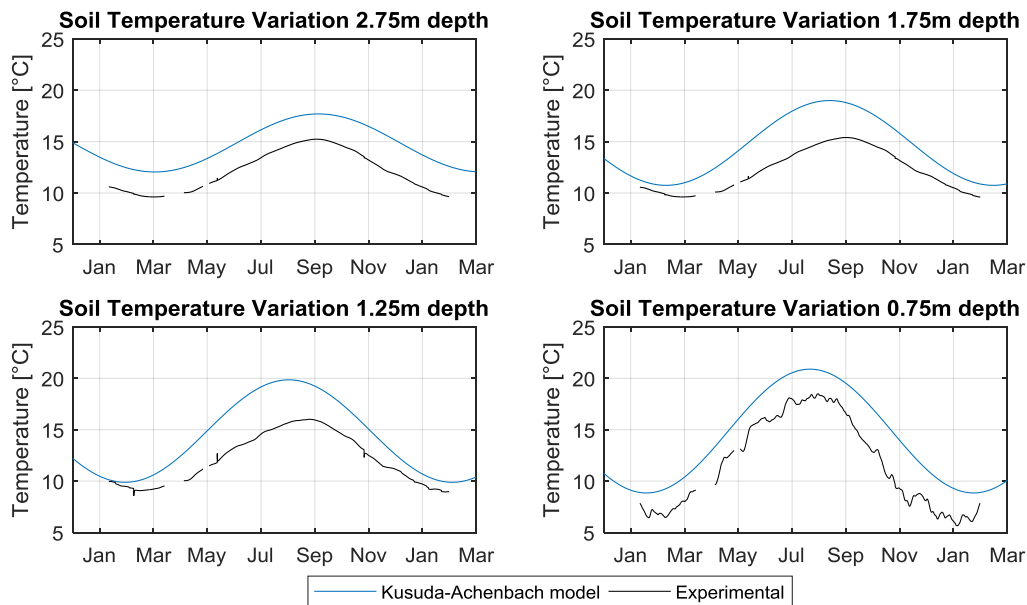 Soil Temperature Variation 2.75m depth
Temperature [°C]
25
20
15
10
5
Jan Mar May Jul Sep Nov Jan Mar
Soil Temperature Variation 1.75m depth
Temperature [°C]
25
20
15
10
5
Jan Mar May Jul Sep Nov Jan Mar
Soil Temperature Variation 1.25m depth
Temperature [°C]
25
20
15
10
5
Jan Mar May Jul Sep Nov Jan Mar
Soil Temperature Variation 0.75m depth
Temperature [°C]
25
20
15
10
5
Jan Mar May Jul Sep Nov Jan Mar
Kusuda-Achenbach model
Experimental